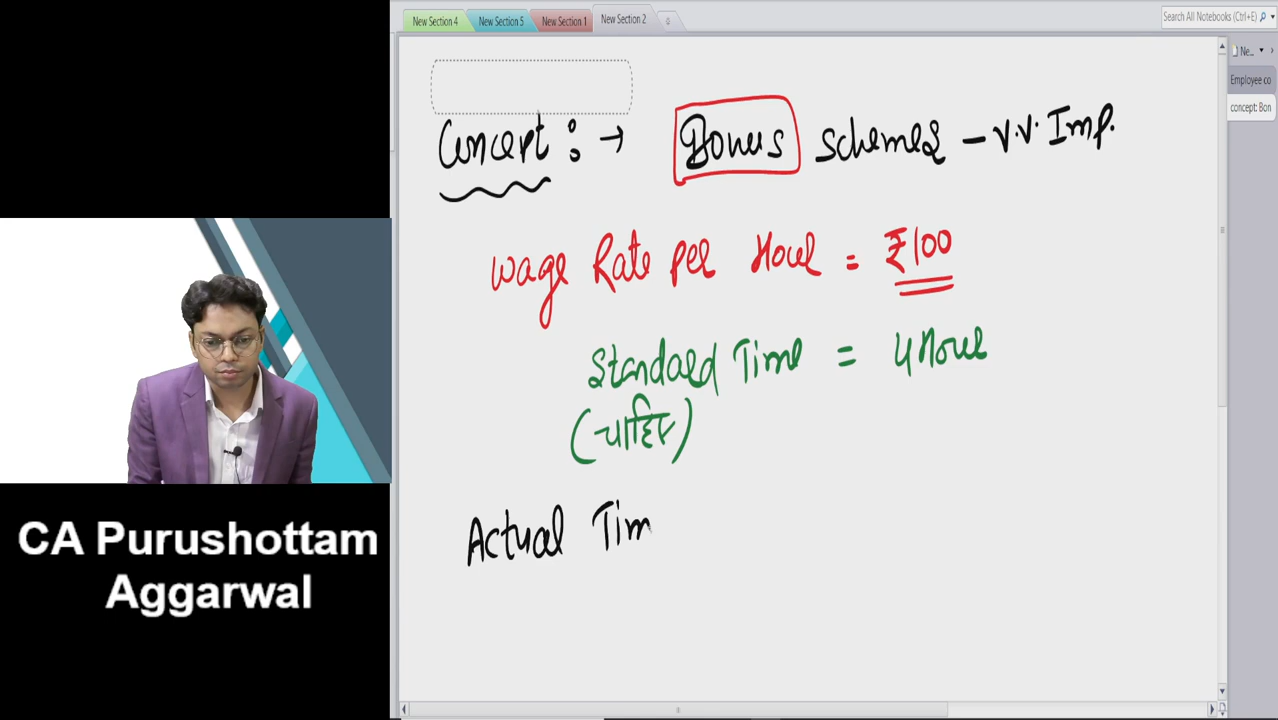 New Section 4
New Section 5
New Section 1
New Section 2
Search All Notebooks (Ctrl+E)
Ne...
Employee co
concept: Bon
Concept :→ Bonus Schemes - V.V. Imp.
Wage Rate per Hour = ₹100
Standard Time = 4 Hour
(चाहिए)
Actual Tim
CA Purushottam
Aggarwal